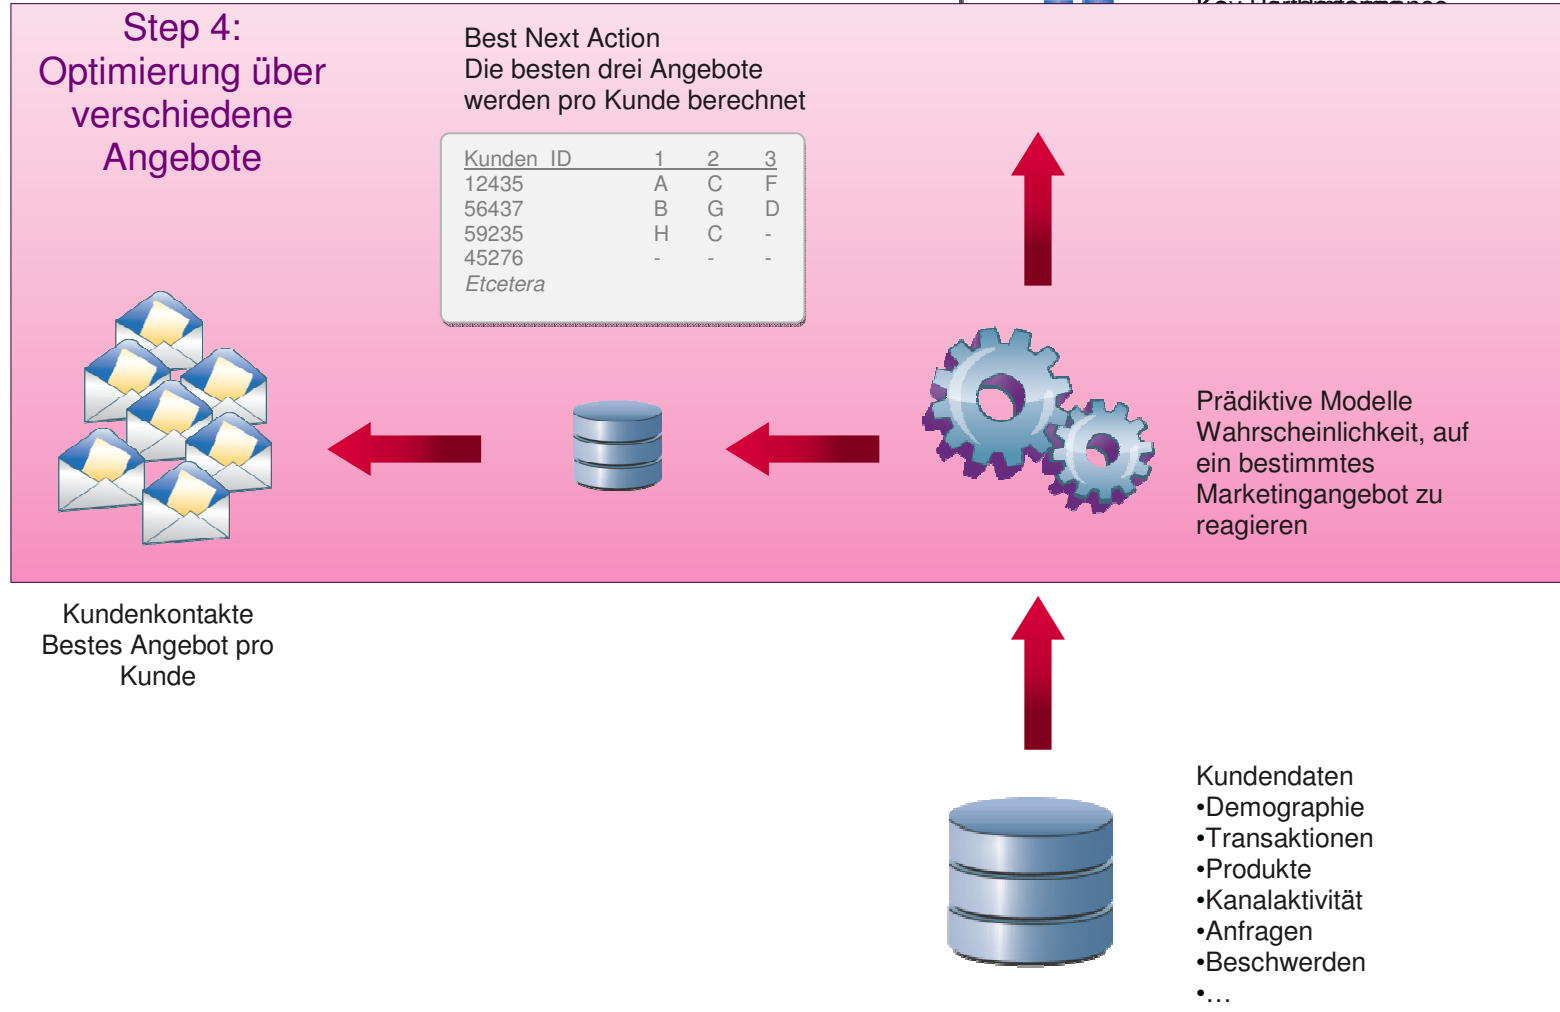 Step 4:
Optimierung über
verschiedene
Angebote
Best Next Action
Die besten drei Angebote
werden pro Kunde berechnet
Kunden_ID 1 2 3
12435 A C F
56437 B G D
59235 H C -
45276 - - -
Etcetera
Prädiktive Modelle
Wahrscheinlichkeit, auf
ein bestimmtes
Marketingangebot zu
reagieren
Kundenkontakte
Bestes Angebot pro
Kunde
Kundendaten
•Demographie
•Transaktionen
•Produkte
•Kanalaktivität
•Anfragen
•Beschwerden
•…